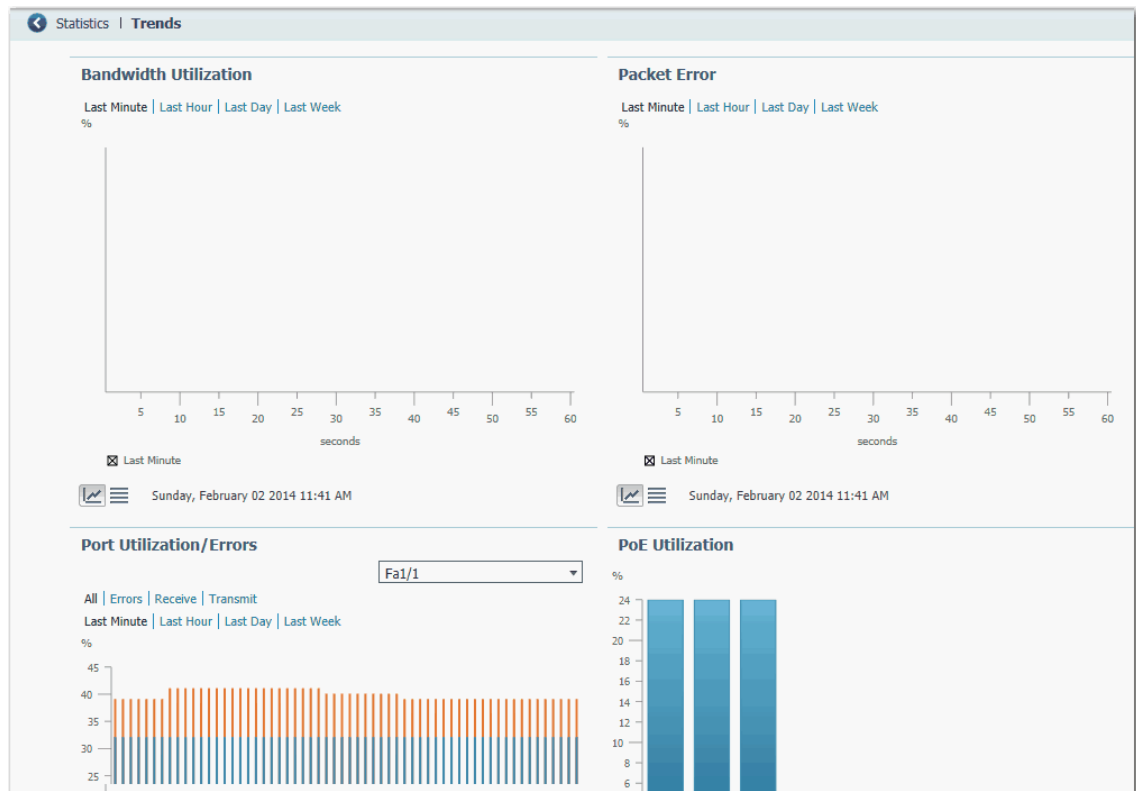 Statistics | Trends
Bandwidth Utilization
Last Minute | Last Hour | Last Day | Last Week
%
5 10 15 20 25 30 35 40 45 50 55 60
seconds
Last Minute
Sunday, February 02 2014 11:41 AM
Packet Error
Last Minute | Last Hour | Last Day | Last Week
%
5 10 15 20 25 30 35 40 45 50 55 60
seconds
Last Minute
Sunday, February 02 2014 11:41 AM
Port Utilization/Errors
Fa1/1
All | Errors | Receive | Transmit
Last Minute | Last Hour | Last Day | Last Week
%
45
40
35
30
25
PoE Utilization
%
24
22
20
18
16
14
12
10
8
6